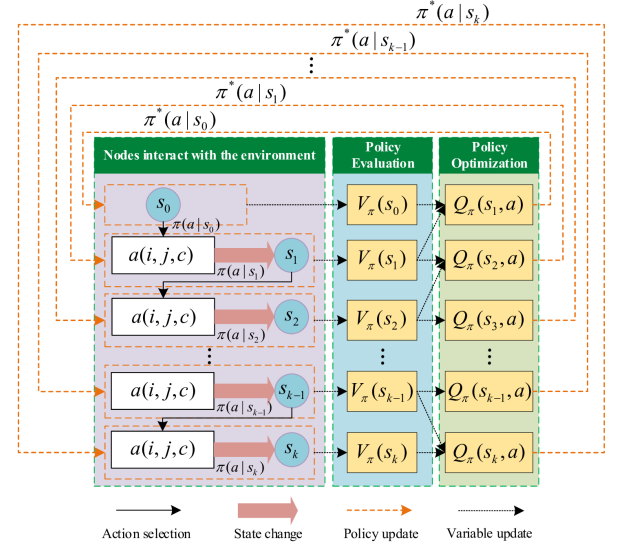 π*(a | s_k)
π*(a | s_{k−1})
⋮
π*(a | s_1)
π*(a | s_0)
Nodes interact with the environment
Policy
Evaluation
Policy
Optimization
s_0
V_π(s_0)
Q_π(s_1, a)
π(a | s_0)
a(i, j, c)
s_1
V_π(s_1)
Q_π(s_2, a)
π(a | s_1)
a(i, j, c)
s_2
V_π(s_2)
Q_π(s_3, a)
π(a | s_2)
⋮ ⋮ ⋮
a(i, j, c)
s_{k−1}
V_π(s_{k−1})
Q_π(s_{k−1}, a)
π(a | s_{k−1})
a(i, j, c)
s_k
V_π(s_k)
Q_π(s_k, a)
π(a | s_k)
Action selection
State change
Policy update
Variable update